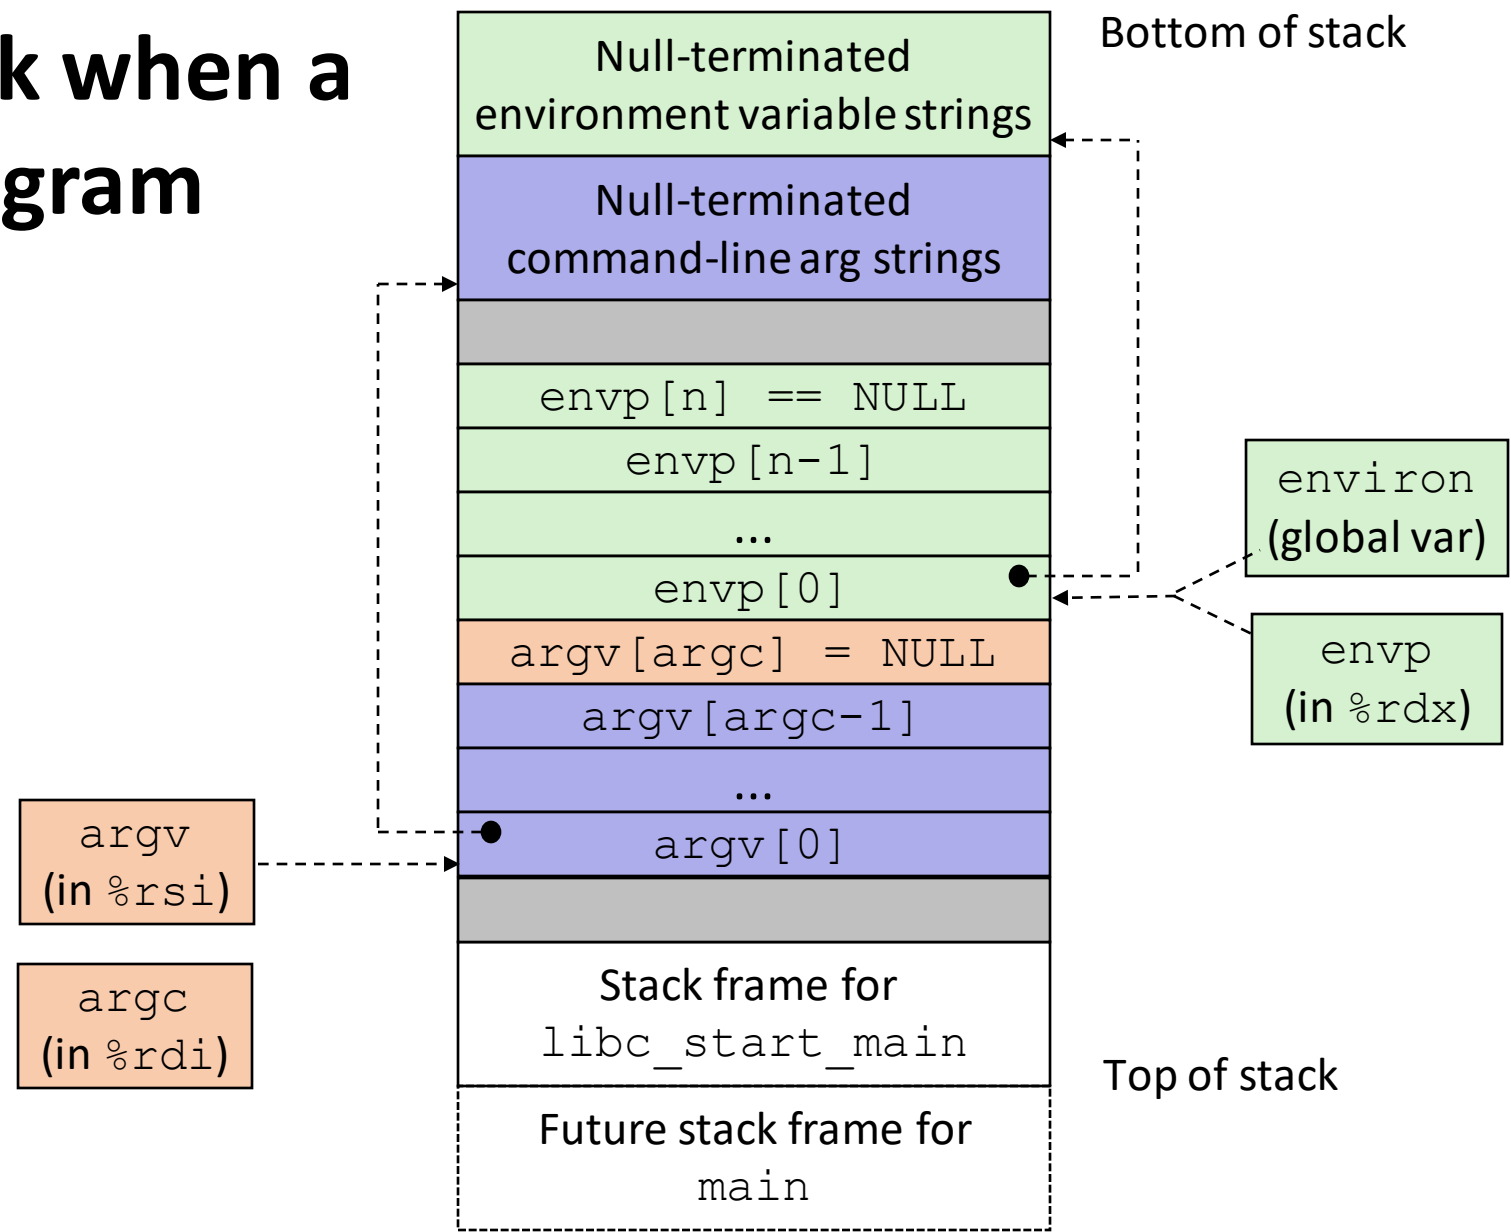 k when a
gram
Bottom of stack
Null-terminated
environment variable strings
Null-terminated
command-line arg strings
envp[n] == NULL
envp[n-1]
...
envp[0]
argv[argc] = NULL
argv[argc-1]
...
argv[0]
environ
(global var)
envp
(in %rdx)
argv
(in %rsi)
argc
(in %rdi)
Stack frame for
libc_start_main
Top of stack
Future stack frame for
main